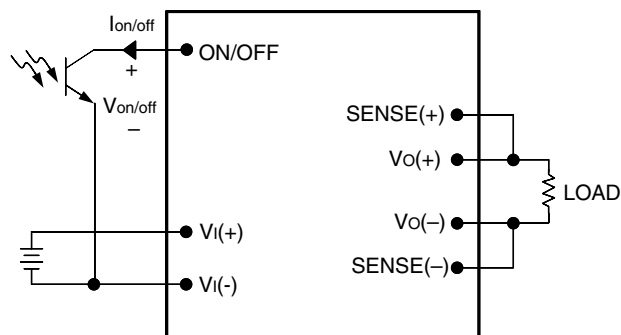 Ion/off
+
ON/OFF
Von/off
–
SENSE(+)
VO(+)
LOAD
VO(–)
VI(+)
SENSE(–)
VI(-)